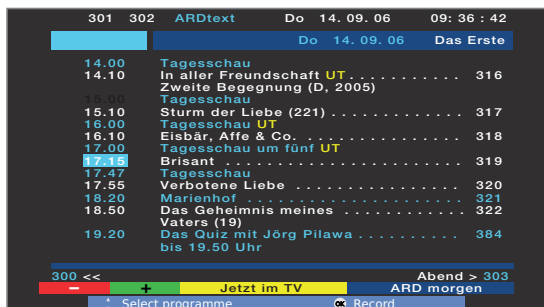 301 302 ARDtext Do 14. 09. 06 09: 36 : 42
Do 14. 09. 06 Das Erste
14.00 Tagesschau
14.10 In aller Freundschaft UT . . . . . . . . . . . 316
Zweite Begegnung (D, 2005)
15.00 Tagesschau
15.10 Sturm der Liebe (221) . . . . . . . . . . . . . 317
16.00 Tagesschau UT
16.10 Eisbär, Affe & Co. . . . . . . . . . . . . . . 318
17.00 Tagesschau um fünf UT
17.15 Brisant . . . . . . . . . . . . . . . . . . . 319
17.47 Tagesschau
17.55 Verbotene Liebe . . . . . . . . . . . . . . . 320
18.20 Marienhof . . . . . . . . . . . . . . . . . . 321
18.50 Das Geheimnis meines . . . . . . . . . . . 322
Vaters (19)
19.20 Das Quiz mit Jörg Pilawa . . . . . . . . . . 384
bis 19.50 Uhr
300 << Abend > 303
− + Jetzt im TV ARD morgen
Select programme OK Record